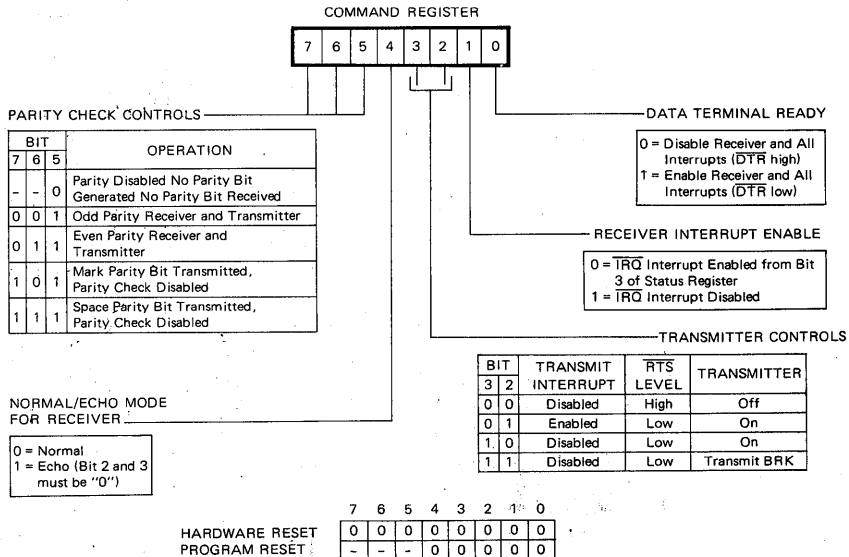 COMMAND REGISTER
7 6 5 4 3 2 1 0
PARITY CHECK CONTROLS
BIT OPERATION
7 6 5
- - 0 Parity Disabled No Parity Bit
Generated No Parity Bit Received
0 0 1 Odd Parity Receiver and Transmitter
0 1 1 Even Parity Receiver and
Transmitter
1 0 1 Mark Parity Bit Transmitted,
Parity Check Disabled
1 1 1 Space Parity Bit Transmitted,
Parity Check Disabled
NORMAL/ECHO MODE
FOR RECEIVER
0 = Normal
1 = Echo (Bit 2 and 3
must be "0")
DATA TERMINAL READY
0 = Disable Receiver and All
Interrupts (DTR high)
1 = Enable Receiver and All
Interrupts (DTR low)
RECEIVER INTERRUPT ENABLE
0 = IRQ Interrupt Enabled from Bit
3 of Status Register
1 = IRQ Interrupt Disabled
TRANSMITTER CONTROLS
BIT TRANSMIT RTS TRANSMITTER
3 2 INTERRUPT LEVEL
0 0 Disabled High Off
0 1 Enabled Low On
1 0 Disabled Low On
1 1 Disabled Low Transmit BRK
7 6 5 4 3 2 1 0
HARDWARE RESET 0 0 0 0 0 0 0 0
PROGRAM RESET - - - 0 0 0 0 0